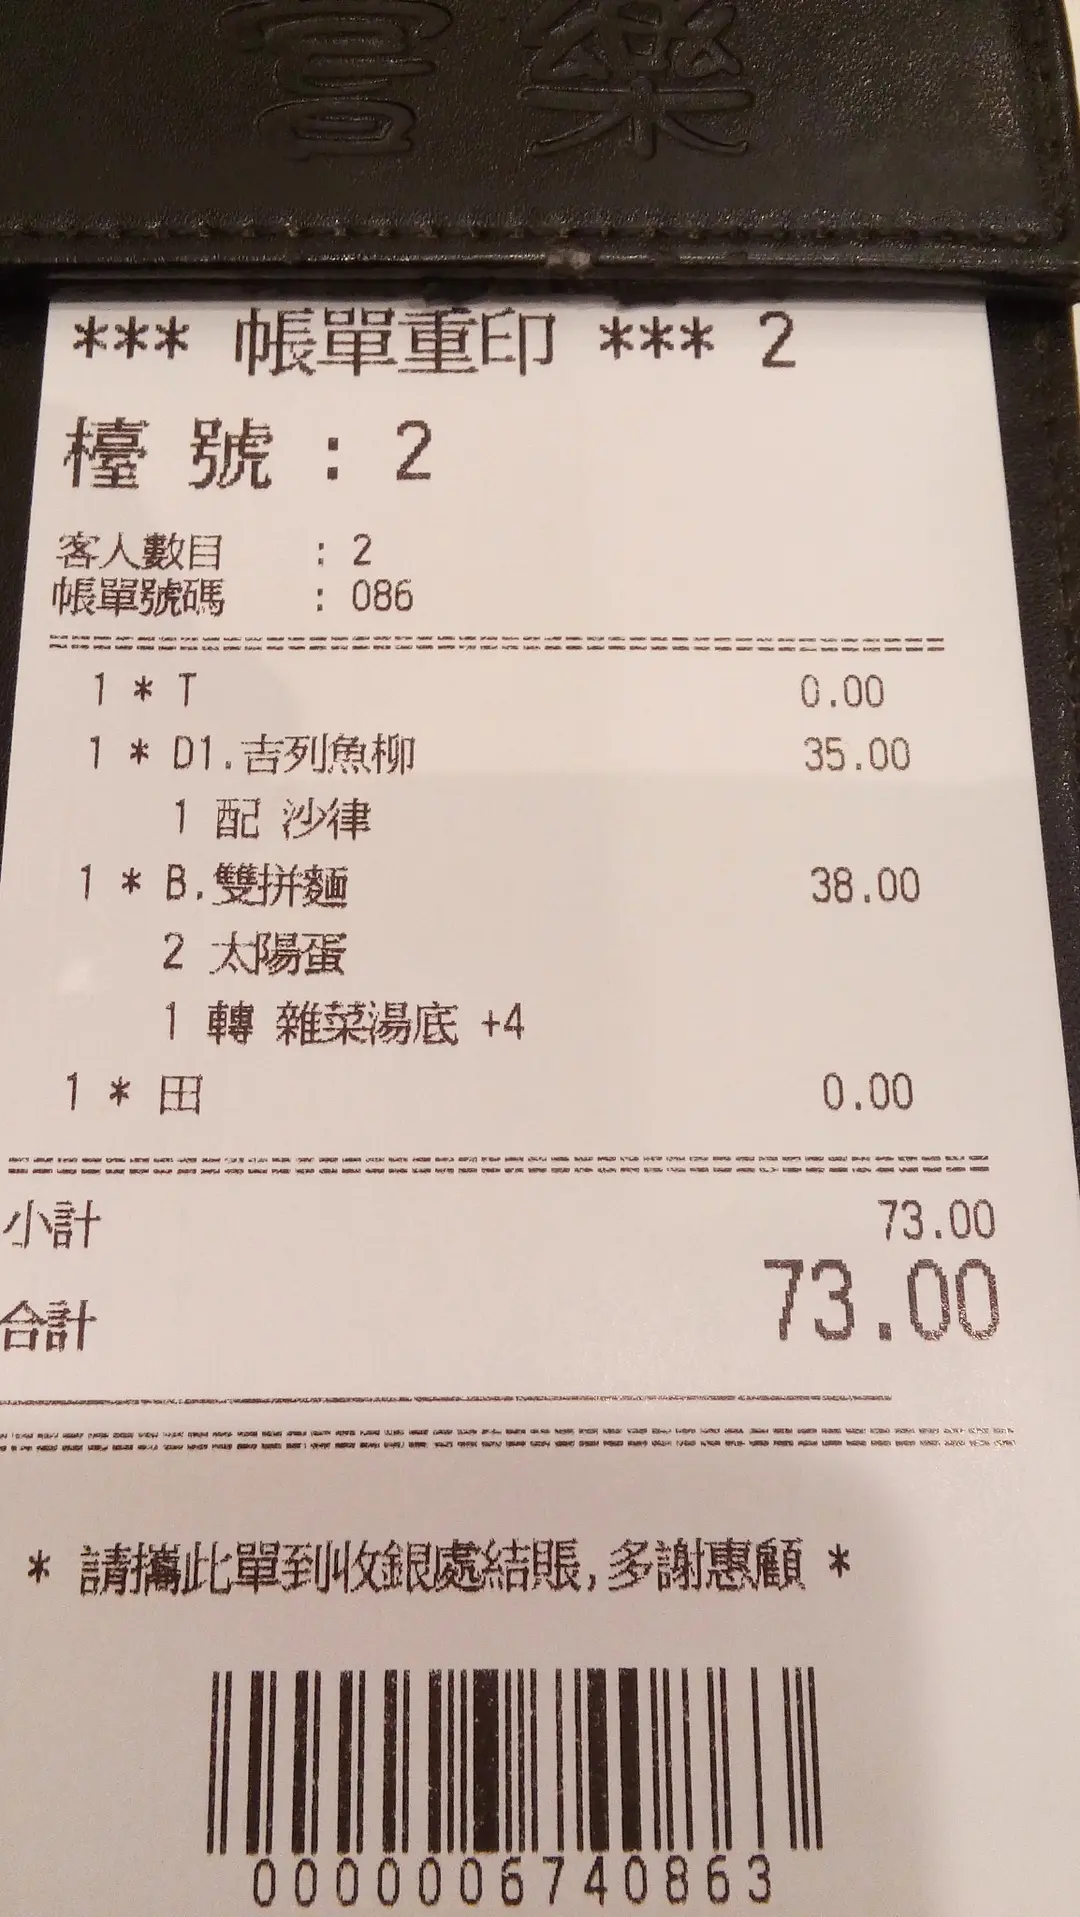 營樂
*** 帳單重印 *** 2
檯 號 : 2
客人數目 : 2
帳單號碼 : 086
1 * T 0.00
1 * D1.吉列魚柳 35.00
1 配 沙律
1 * B.雙拼麵 38.00
2 太陽蛋
1 轉 雜菜湯底 +4
1 * 田 0.00
小計 73.00
合計 73.00
* 請攜此單到收銀處結賬,多謝惠顧 *
0000006740863